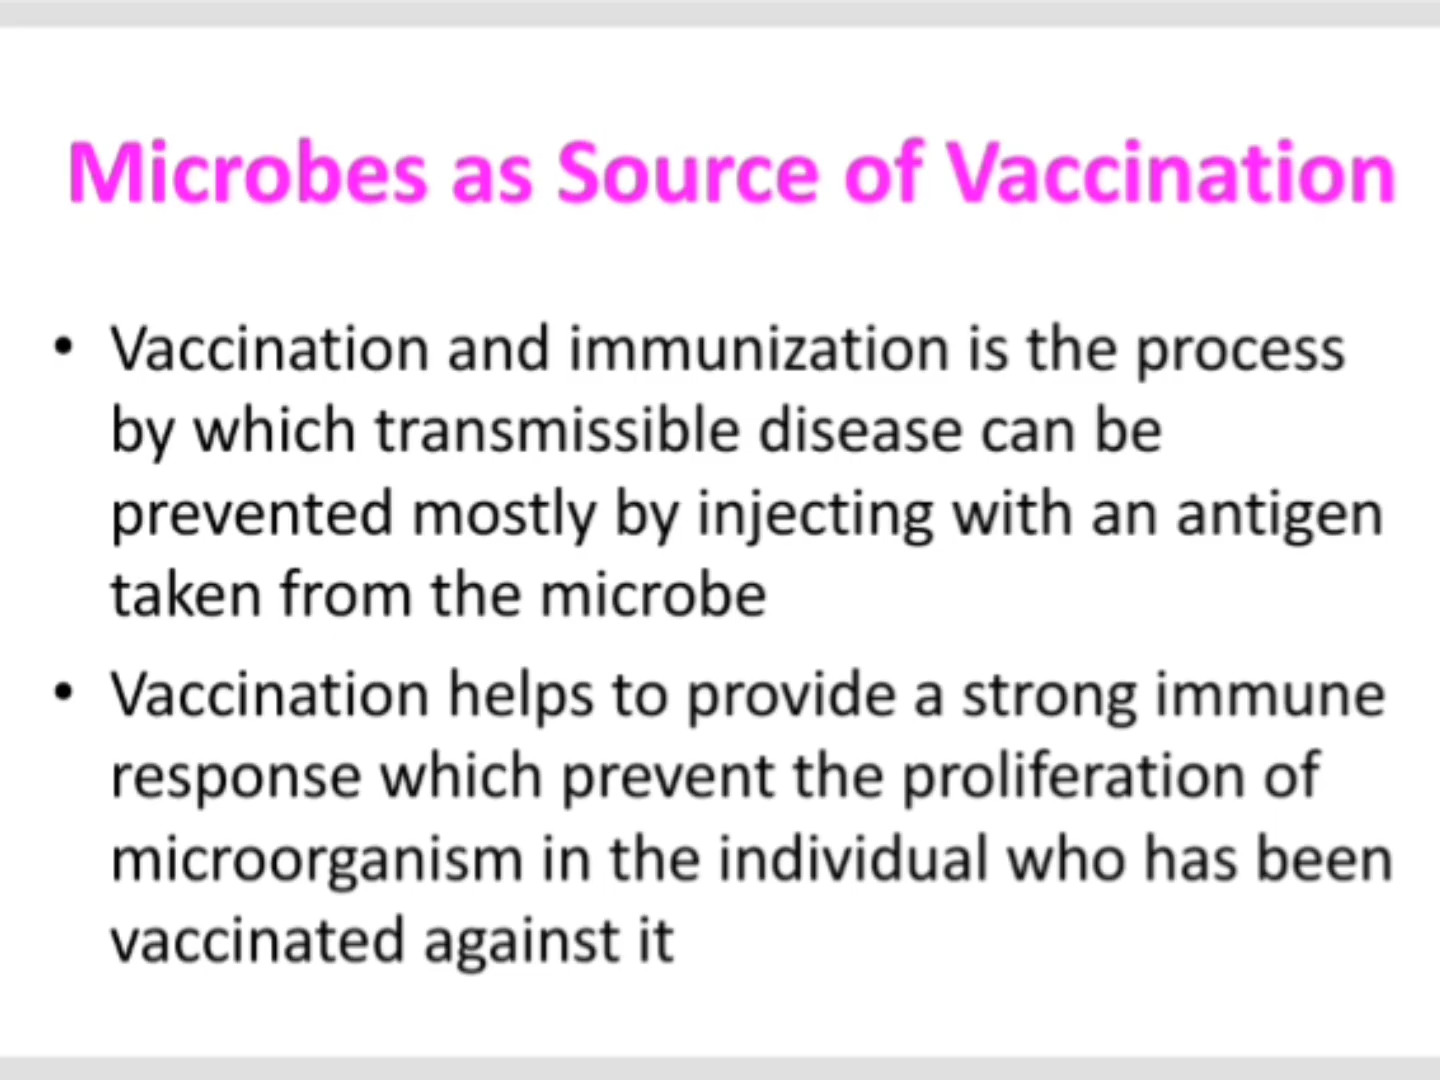 Microbes as Source of Vaccination
• Vaccination and immunization is the process
by which transmissible disease can be
prevented mostly by injecting with an antigen
taken from the microbe
• Vaccination helps to provide a strong immune
response which prevent the proliferation of
microorganism in the individual who has been
vaccinated against it